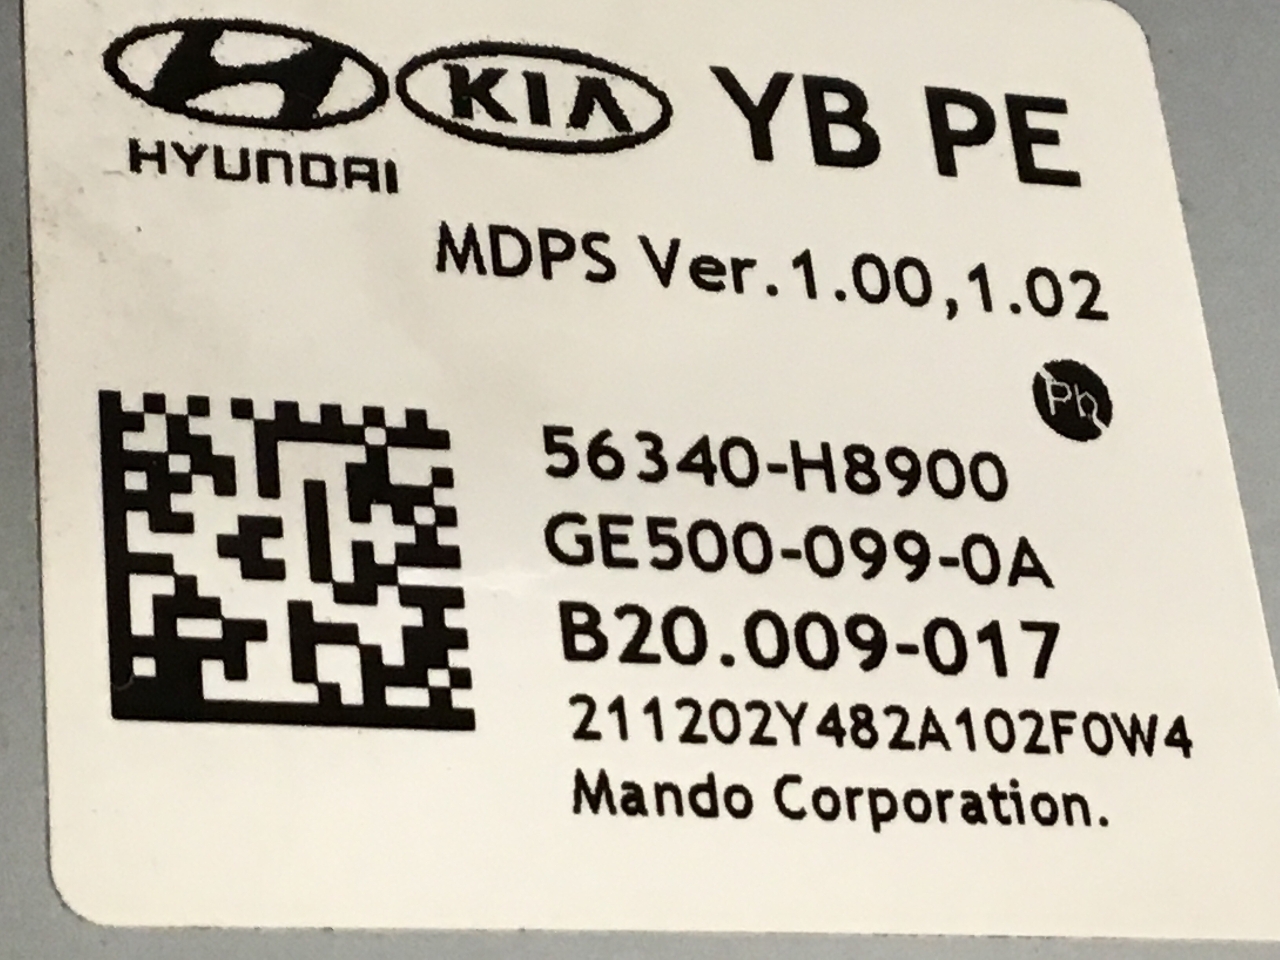 HYUNDAI KIA YB PE
MDPS Ver.1.00,1.02
Pb
56340-H8900
GE500-099-0A
B20.009-017
211202Y482A102F0W4
Mando Corporation.